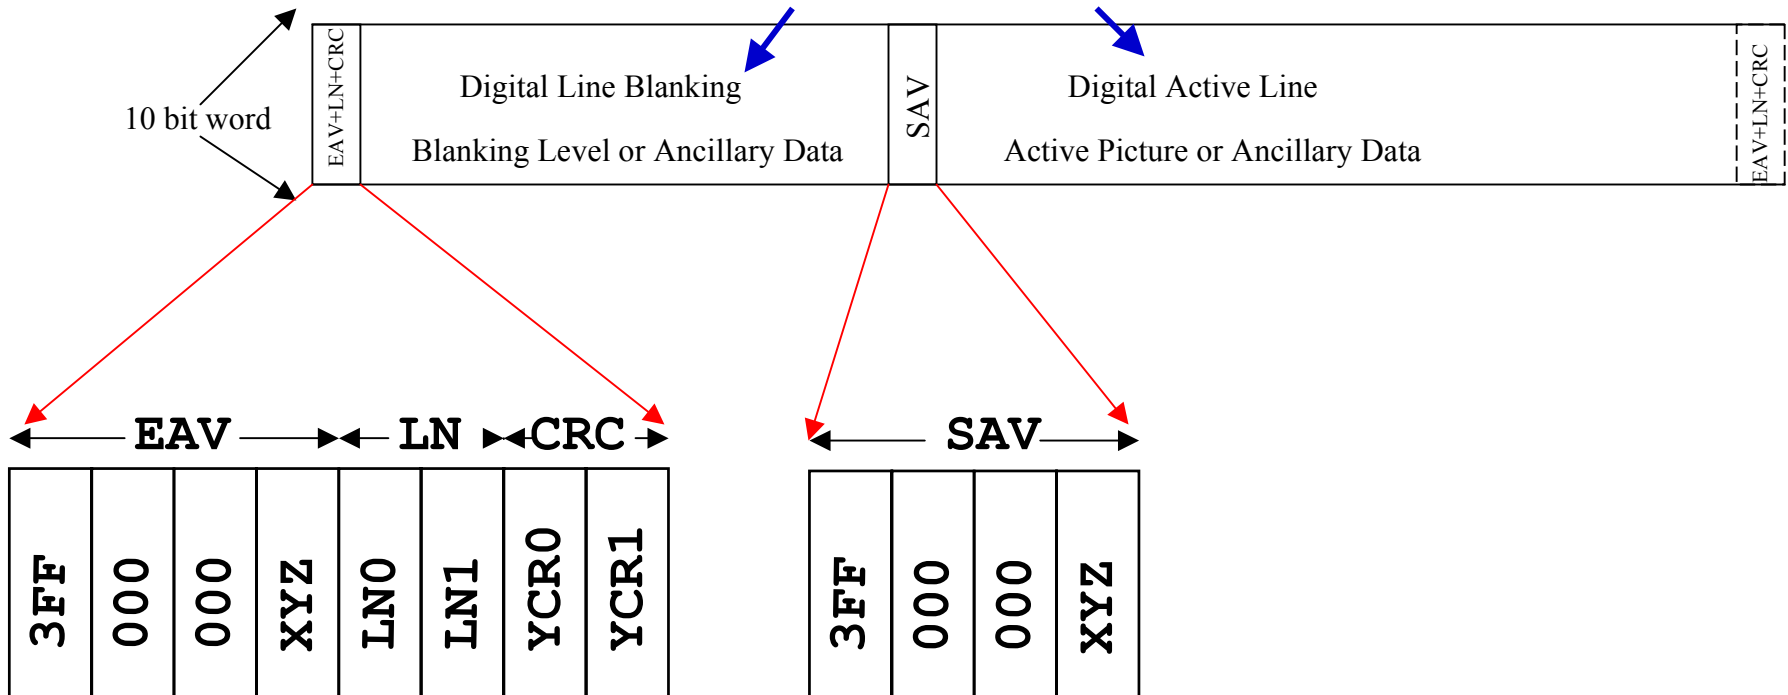 10 bit word
EAV+LN+CRC
Digital Line Blanking
Blanking Level or Ancillary Data
SAV
Digital Active Line
Active Picture or Ancillary Data
EAV+LN+CRC
EAV LN CRC
SAV
3FF 000 000 XYZ LN0 LN1 YCR0 YCR1
3FF 000 000 XYZ